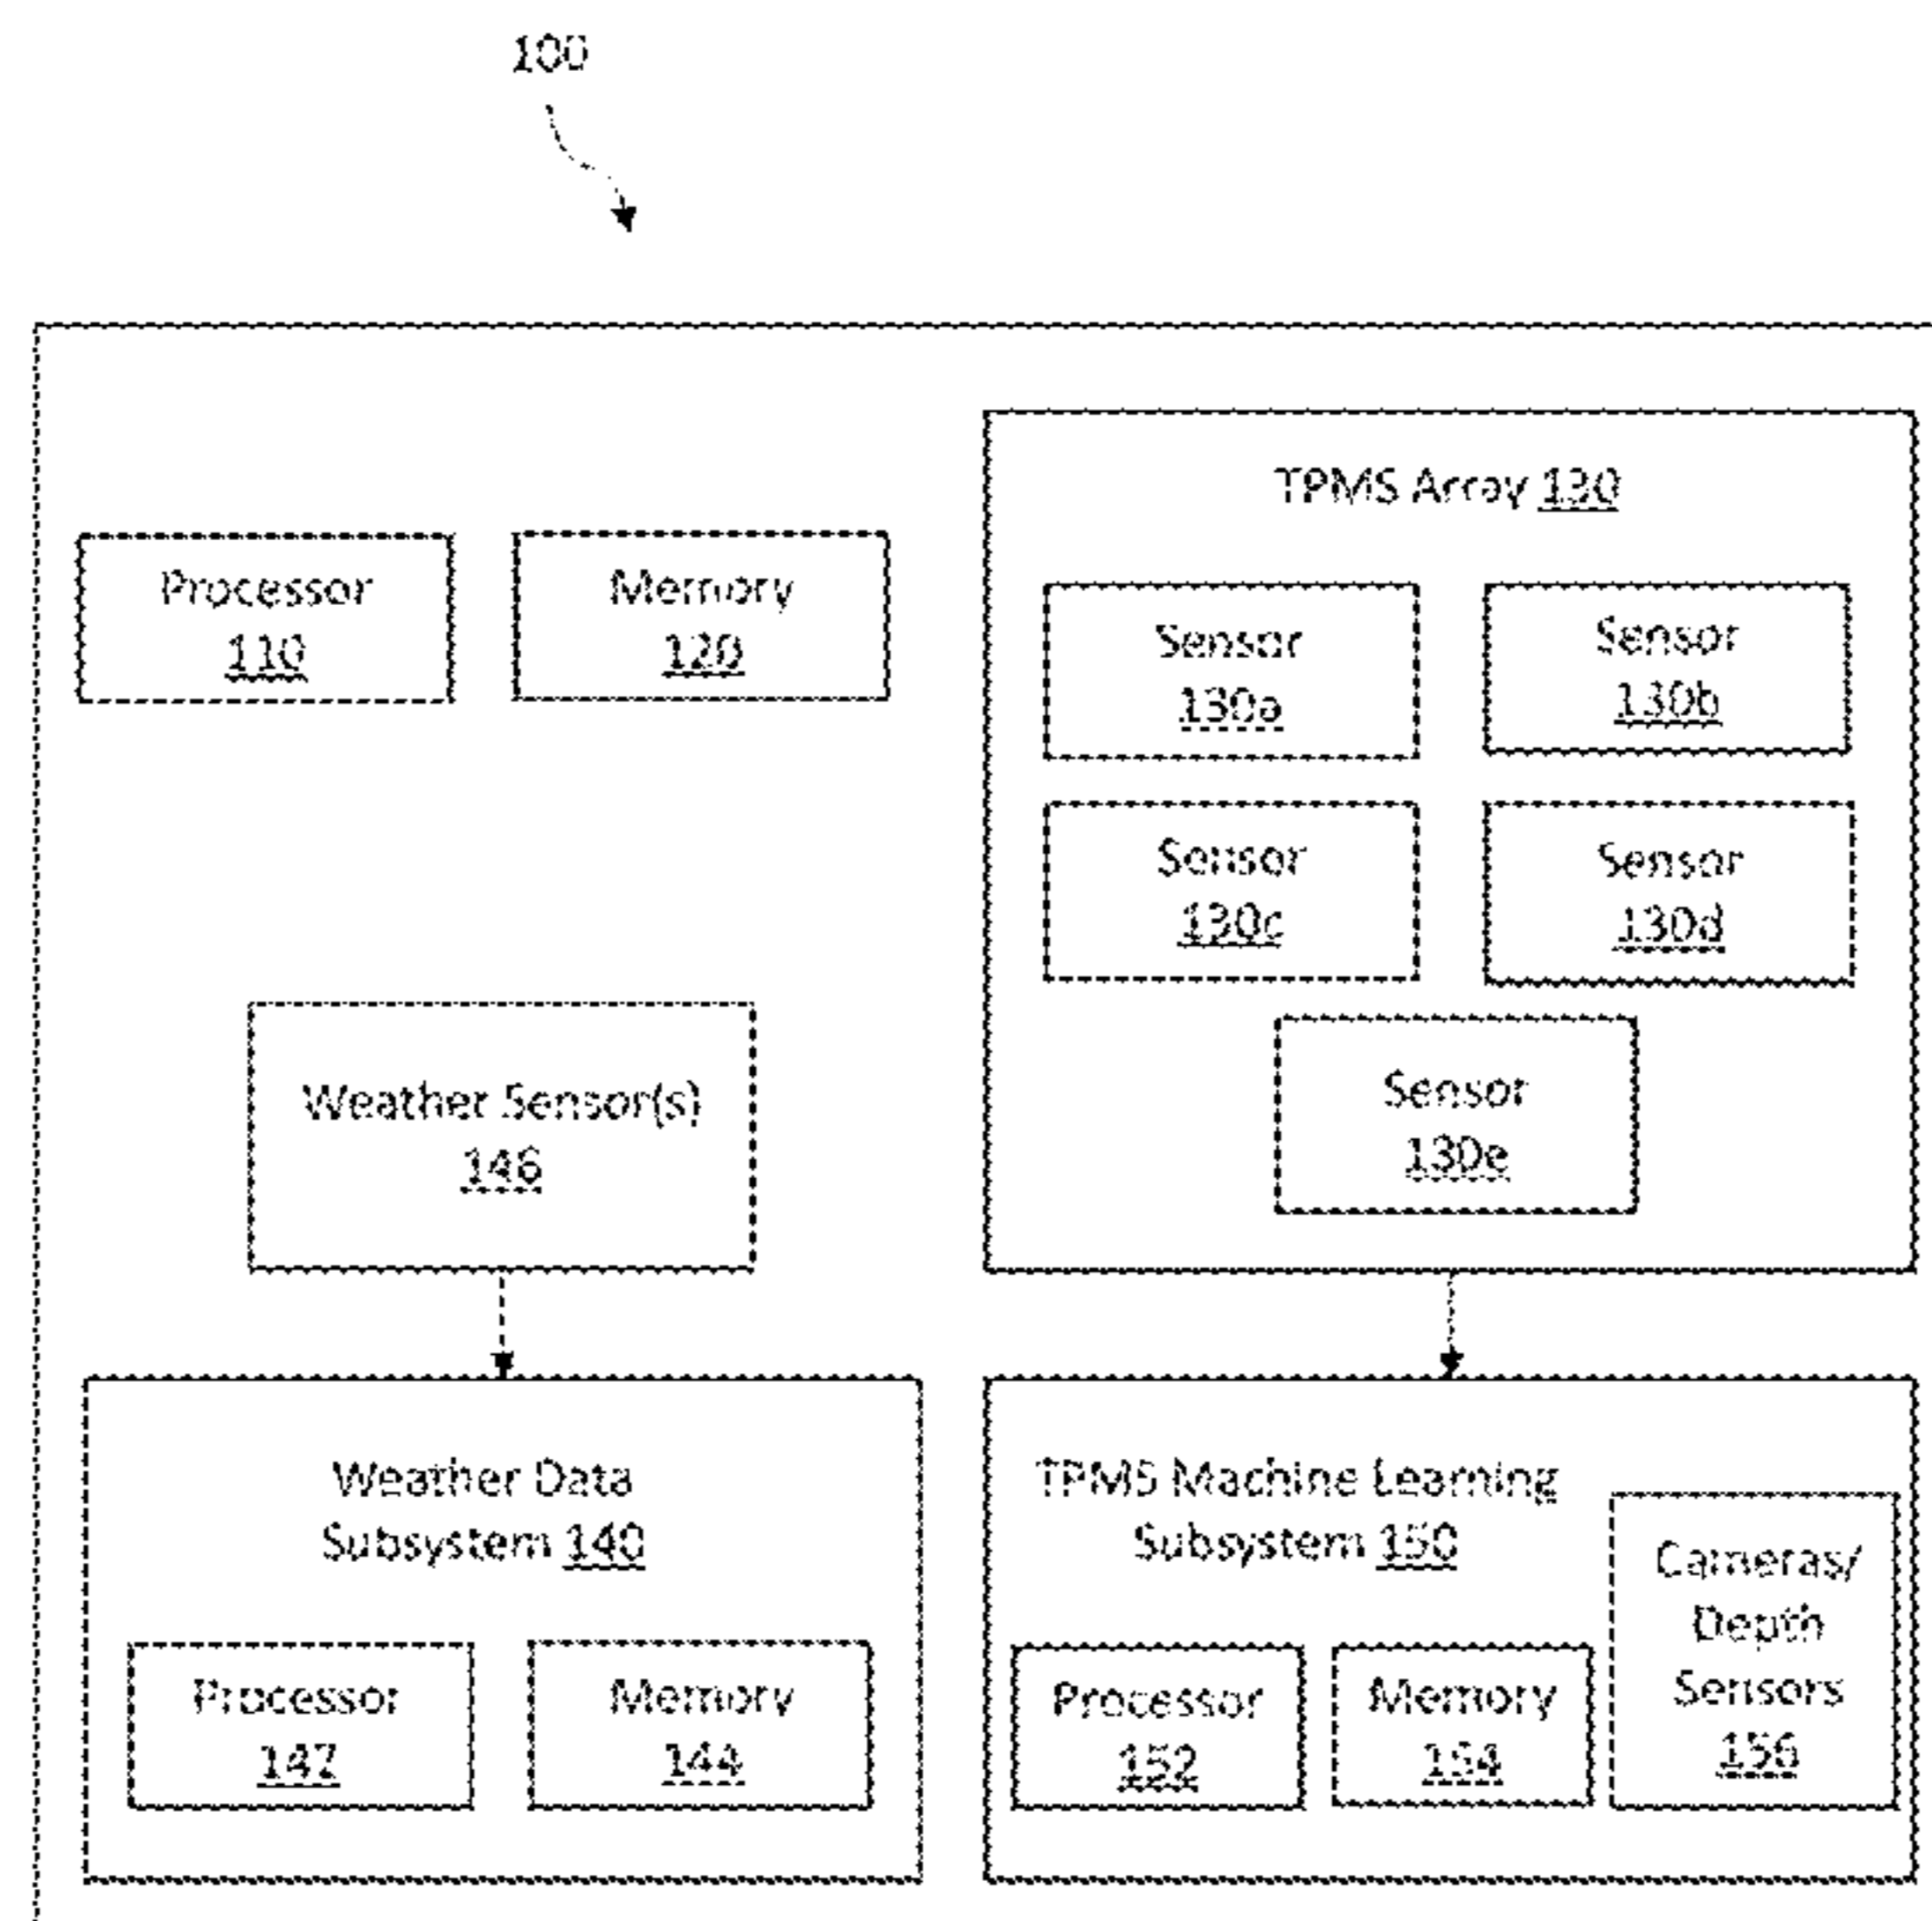 100
TPMS Array 130
Processor
110
Memory
120
Sensor
130a
Sensor
130b
Sensor
130c
Sensor
130d
Sensor
130e
Weather Sensor(s)
146
Weather Data
Subsystem 140
Processor
142
Memory
144
TPMS Machine Learning
Subsystem 150
Processor
152
Memory
154
Cameras/
Depth
Sensors
156